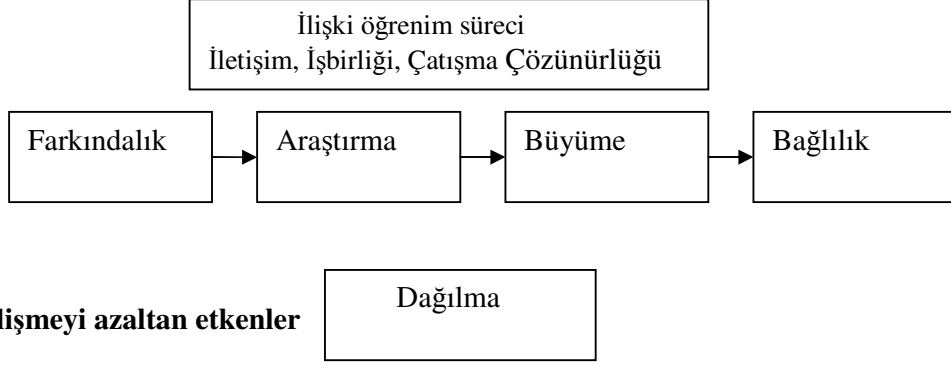 İlişki öğrenim süreci
İletişim, İşbirliği, Çatışma Çözünürlüğü
Farkındalık
Araştırma
Büyüme
Bağlılık
lişmeyi azaltan etkenler
Dağılma